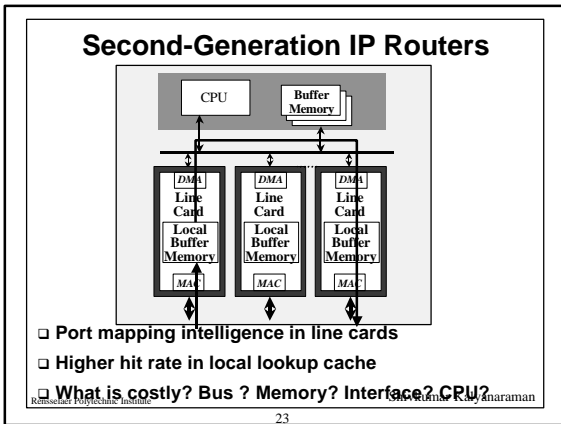 Second-Generation IP Routers
CPU
Buffer
Memory
DMA
Line
Card
Local
Buffer
Memory
MAC
DMA
Line
Card
Local
Buffer
Memory
MAC
DMA
Line
Card
Local
Buffer
Memory
MAC
❑ Port mapping intelligence in line cards
❑ Higher hit rate in local lookup cache
❑ What is costly? Bus ? Memory? Interface? CPU?
Rensselaer Polytechnic Institute
Shivkumar Kalyanaraman
23